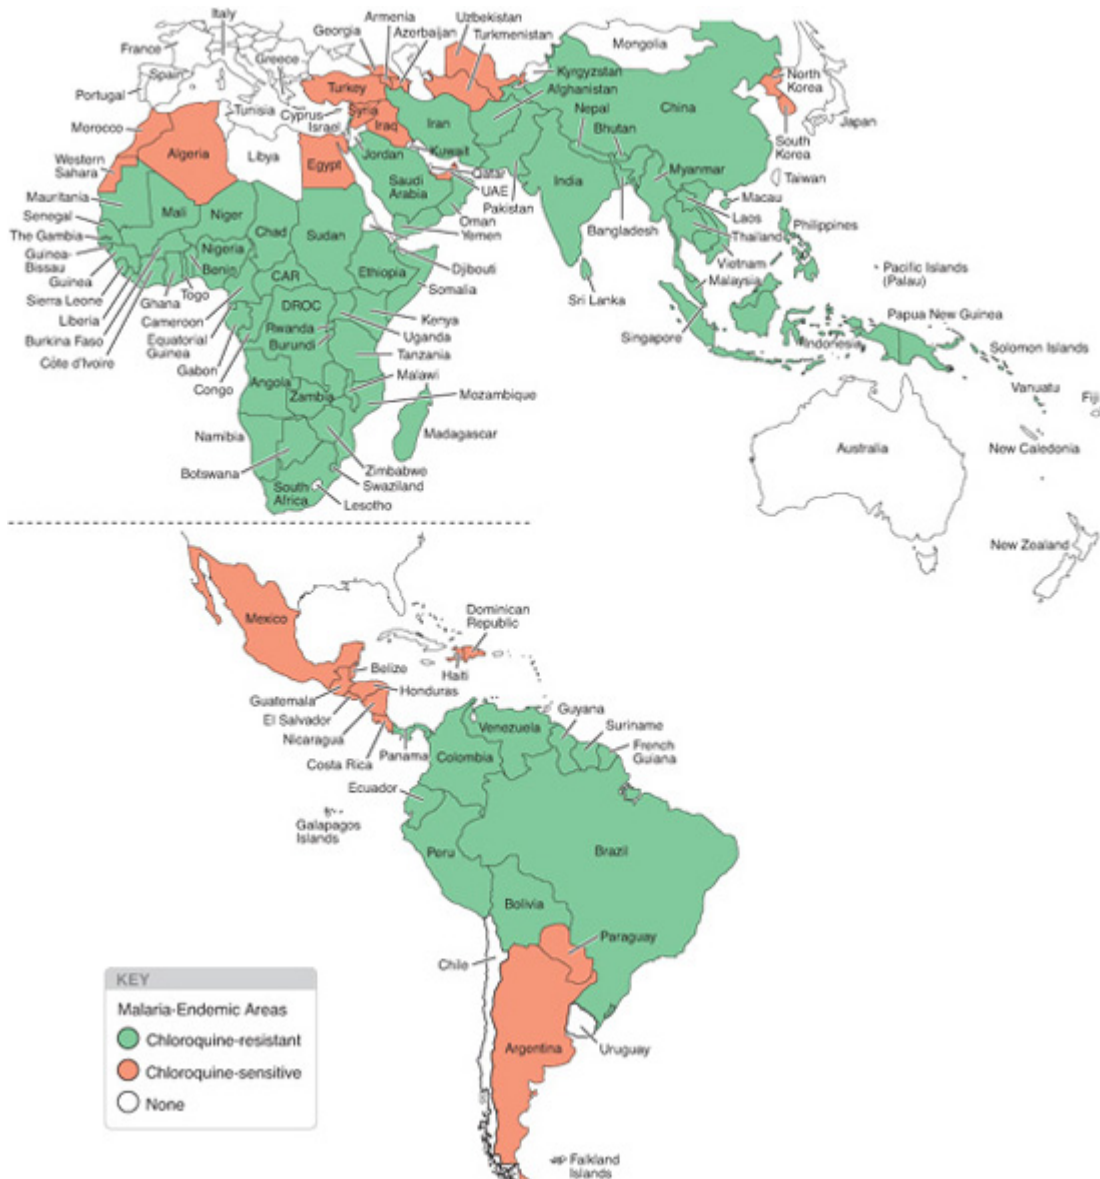 Italy
Armenia
Uzbekistan
Georgia
Azerbaijan
Turkmenistan
Mongolia
France
Greece
Kyrgyzstan
North
Korea
Spain
Turkey
Afghanistan
China
Portugal
Tunisia
Cyprus
Syria
Nepal
Japan
Morocco
Israel
Iraq
Iran
Bhutan
South
Korea
Algeria
Libya
Egypt
Jordan
Kuwait
Western
Sahara
Saudi
Arabia
Qatar
UAE
India
Myanmar
Taiwan
Mauritania
Mali
Niger
Pakistan
Macau
Senegal
Chad
Sudan
Oman
Laos
Philippines
The Gambia
Yemen
Bangladesh
Thailand
Guinea-
Bissau
Nigeria
Benin
Ethiopia
Djibouti
Vietnam
Guinea
CAR
Somalia
Sri Lanka
Malaysia
Pacific Islands
(Palau)
Sierra Leone
Togo
Ghana
Liberia
DROC
Kenya
Papua New Guinea
Burkina Faso
Cameroon
Rwanda
Uganda
Singapore
Indonesia
Solomon Islands
Côte d'Ivoire
Equatorial
Guinea
Burundi
Tanzania
Gabon
Congo
Angola
Malawi
Vanuatu
Fiji
Zambia
Mozambique
Namibia
Madagascar
Australia
New Caledonia
Botswana
Zimbabwe
Swaziland
South
Africa
Lesotho
New Zealand
Mexico
Dominican
Republic
Belize
Haiti
Guatemala
Honduras
El Salvador
Guyana
Nicaragua
Venezuela
Suriname
Costa Rica
Panama
Colombia
French
Guiana
Ecuador
Galapagos
Islands
Peru
Brazil
Bolivia
Paraguay
Chile
KEY
Malaria-Endemic Areas
Chloroquine-resistant
Chloroquine-sensitive
None
Argentina
Uruguay
Falkland
Islands